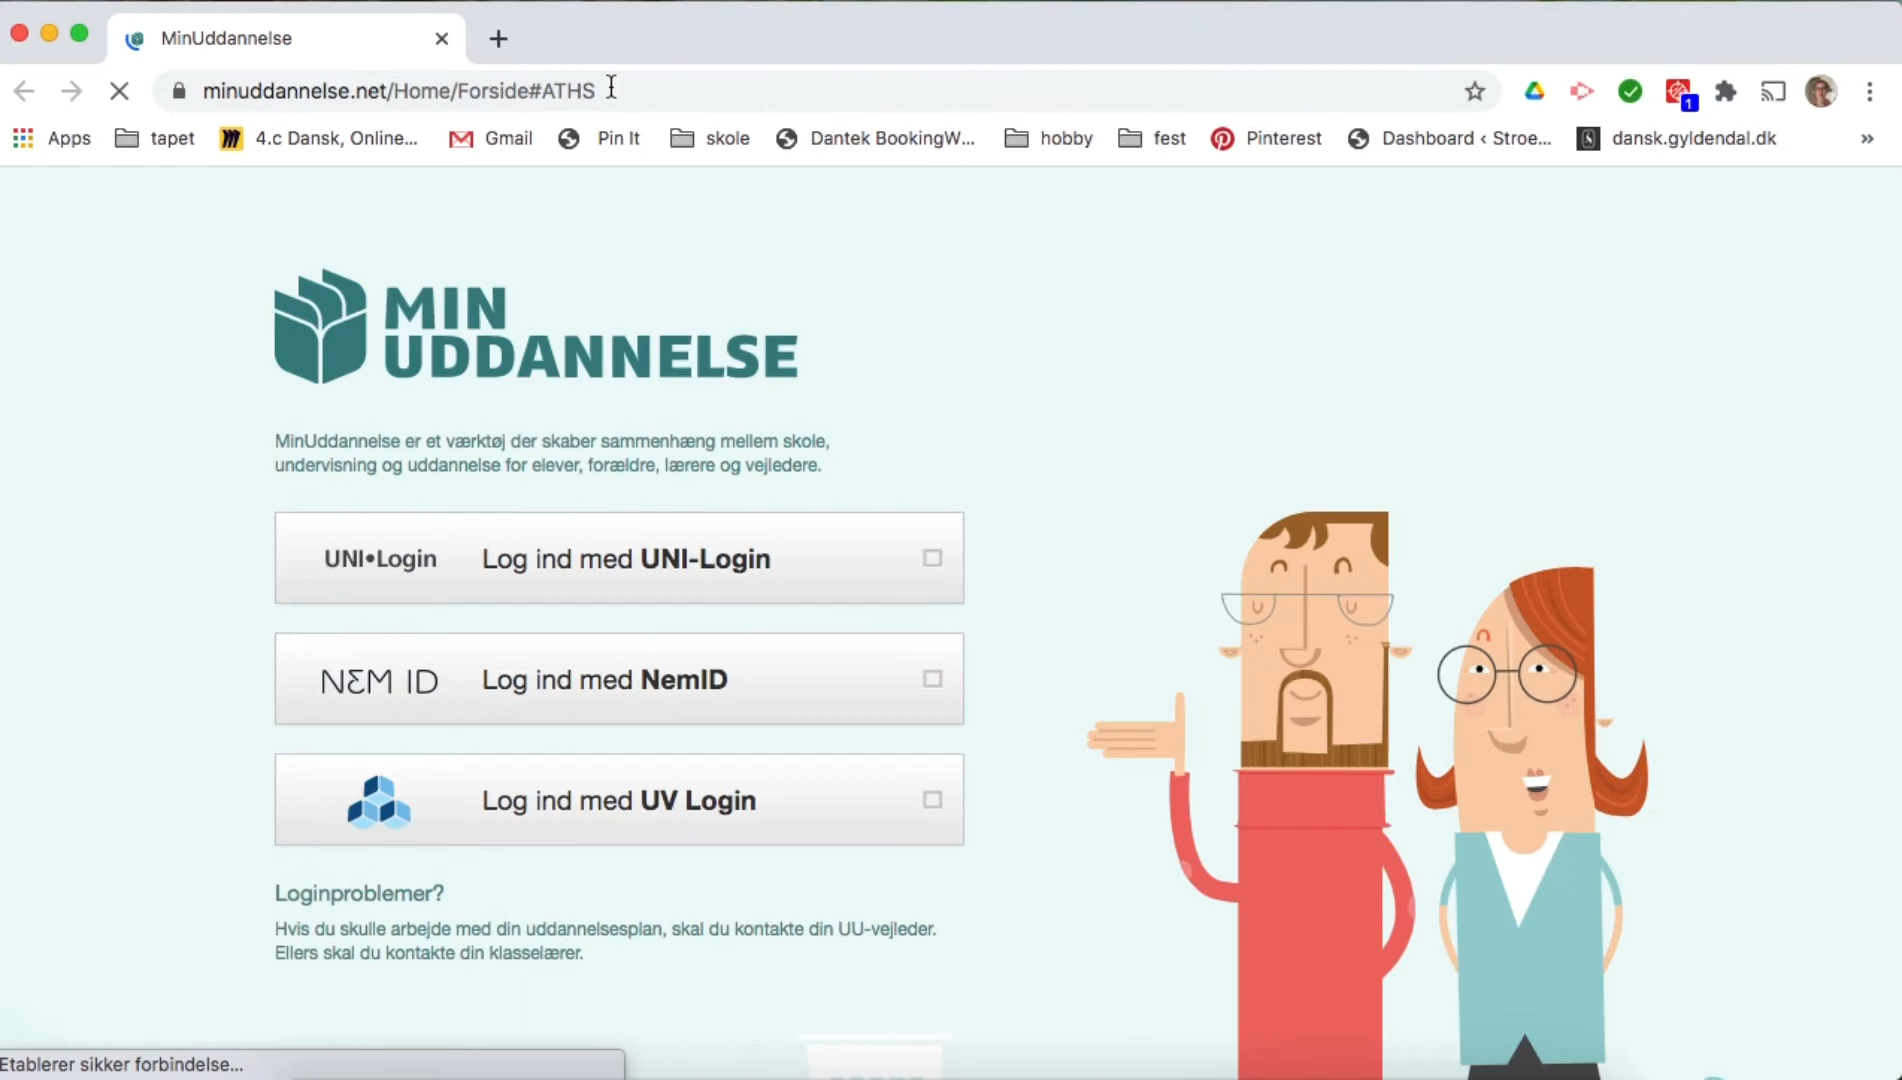 MinUddannelse
minuddannelse.net/Home/Forside#ATHS
1
Apps tapet 4.c Dansk, Online... Gmail Pin It skole Dantek BookingW... hobby fest Pinterest Dashboard ‹ Stroe... dansk.gyldendal.dk »
MIN
UDDANNELSE
MinUddannelse er et værktøj der skaber sammenhæng mellem skole,
undervisning og uddannelse for elever, forældre, lærere og vejledere.
UNI•Login Log ind med UNI-Login
NEM ID Log ind med NemID
Log ind med UV Login
Loginproblemer?
Hvis du skulle arbejde med din uddannelsesplan, skal du kontakte din UU-vejleder.
Ellers skal du kontakte din klasselærer.
Etablerer sikker forbindelse...